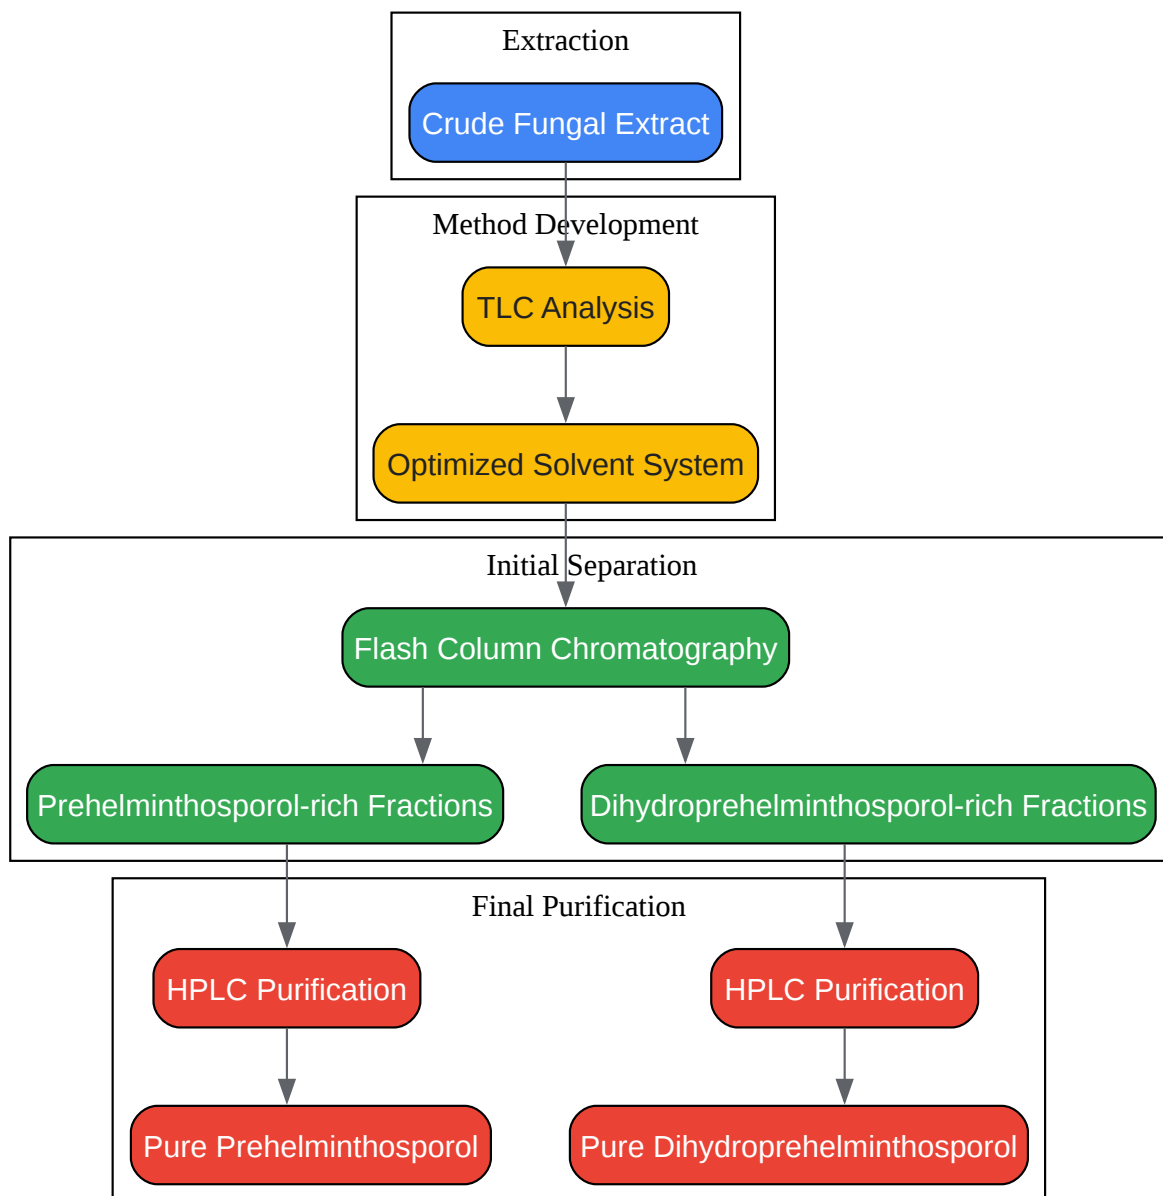 Extraction
Crude Fungal Extract
Method Development
TLC Analysis
Optimized Solvent System
Initial Separation
Flash Column Chromatography
Prehelminthosporol-rich Fractions
Dihydroprehelminthosporol-rich Fractions
Final Purification
HPLC Purification
HPLC Purification
Pure Prehelminthosporol
Pure Dihydroprehelminthosporol